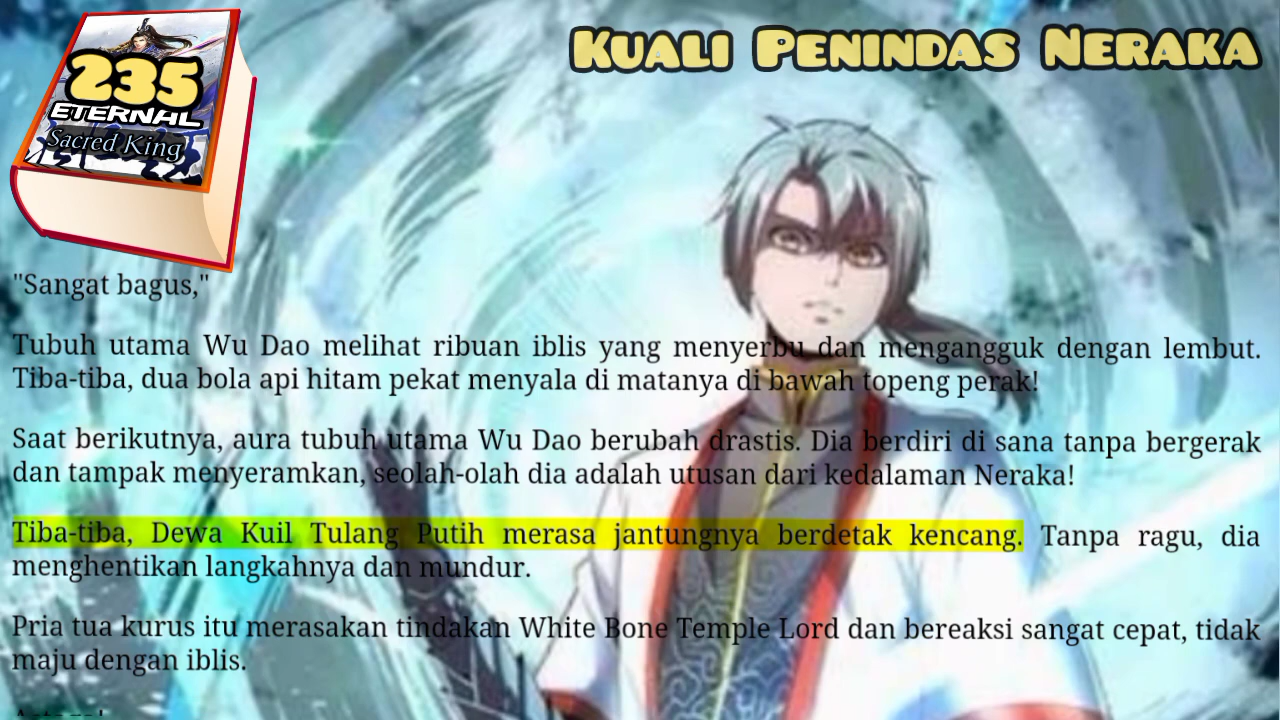 235
ETERNAL
Sacred King
KUALI PENINDAS NERAKA
"Sangat bagus,"
Tubuh utama Wu Dao melihat ribuan iblis yang menyerbu dan mengangguk dengan lembut.
Tiba-tiba, dua bola api hitam pekat menyala di matanya di bawah topeng perak!
Saat berikutnya, aura tubuh utama Wu Dao berubah drastis. Dia berdiri di sana tanpa bergerak
dan tampak menyeramkan, seolah-olah dia adalah utusan dari kedalaman Neraka!
Tiba-tiba, Dewa Kuil Tulang Putih merasa jantungnya berdetak kencang. Tanpa ragu, dia
menghentikan langkahnya dan mundur.
Pria tua kurus itu merasakan tindakan White Bone Temple Lord dan bereaksi sangat cepat, tidak
maju dengan iblis.